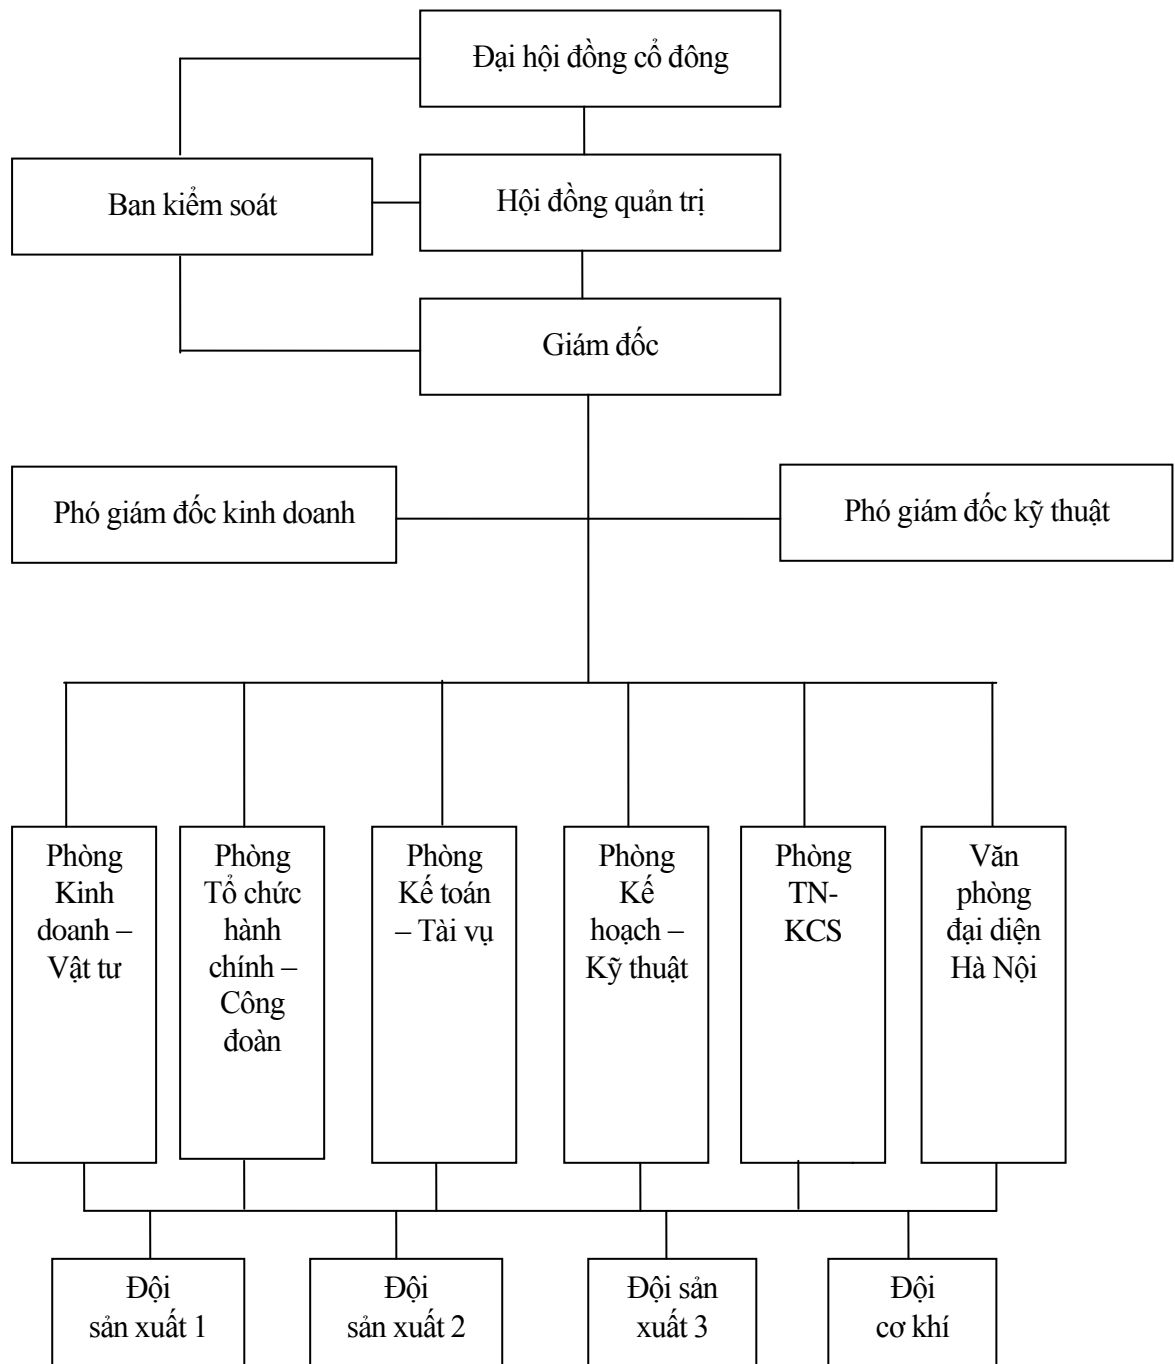 Đại hội đồng cổ đông
Ban kiểm soát
Hội đồng quản trị
Giám đốc
Phó giám đốc kinh doanh
Phó giám đốc kỹ thuật
Phòng
Kinh
doanh –
Vật tư
Phòng
Tổ chức
hành
chính –
Công
đoàn
Phòng
Kế toán
– Tài vụ
Phòng
Kế
hoạch –
Kỹ thuật
Phòng
TN-
KCS
Văn
phòng
đại diện
Hà Nội
Đội
sản xuất 1
Đội
sản xuất 2
Đội sản
xuất 3
Đội
cơ khí